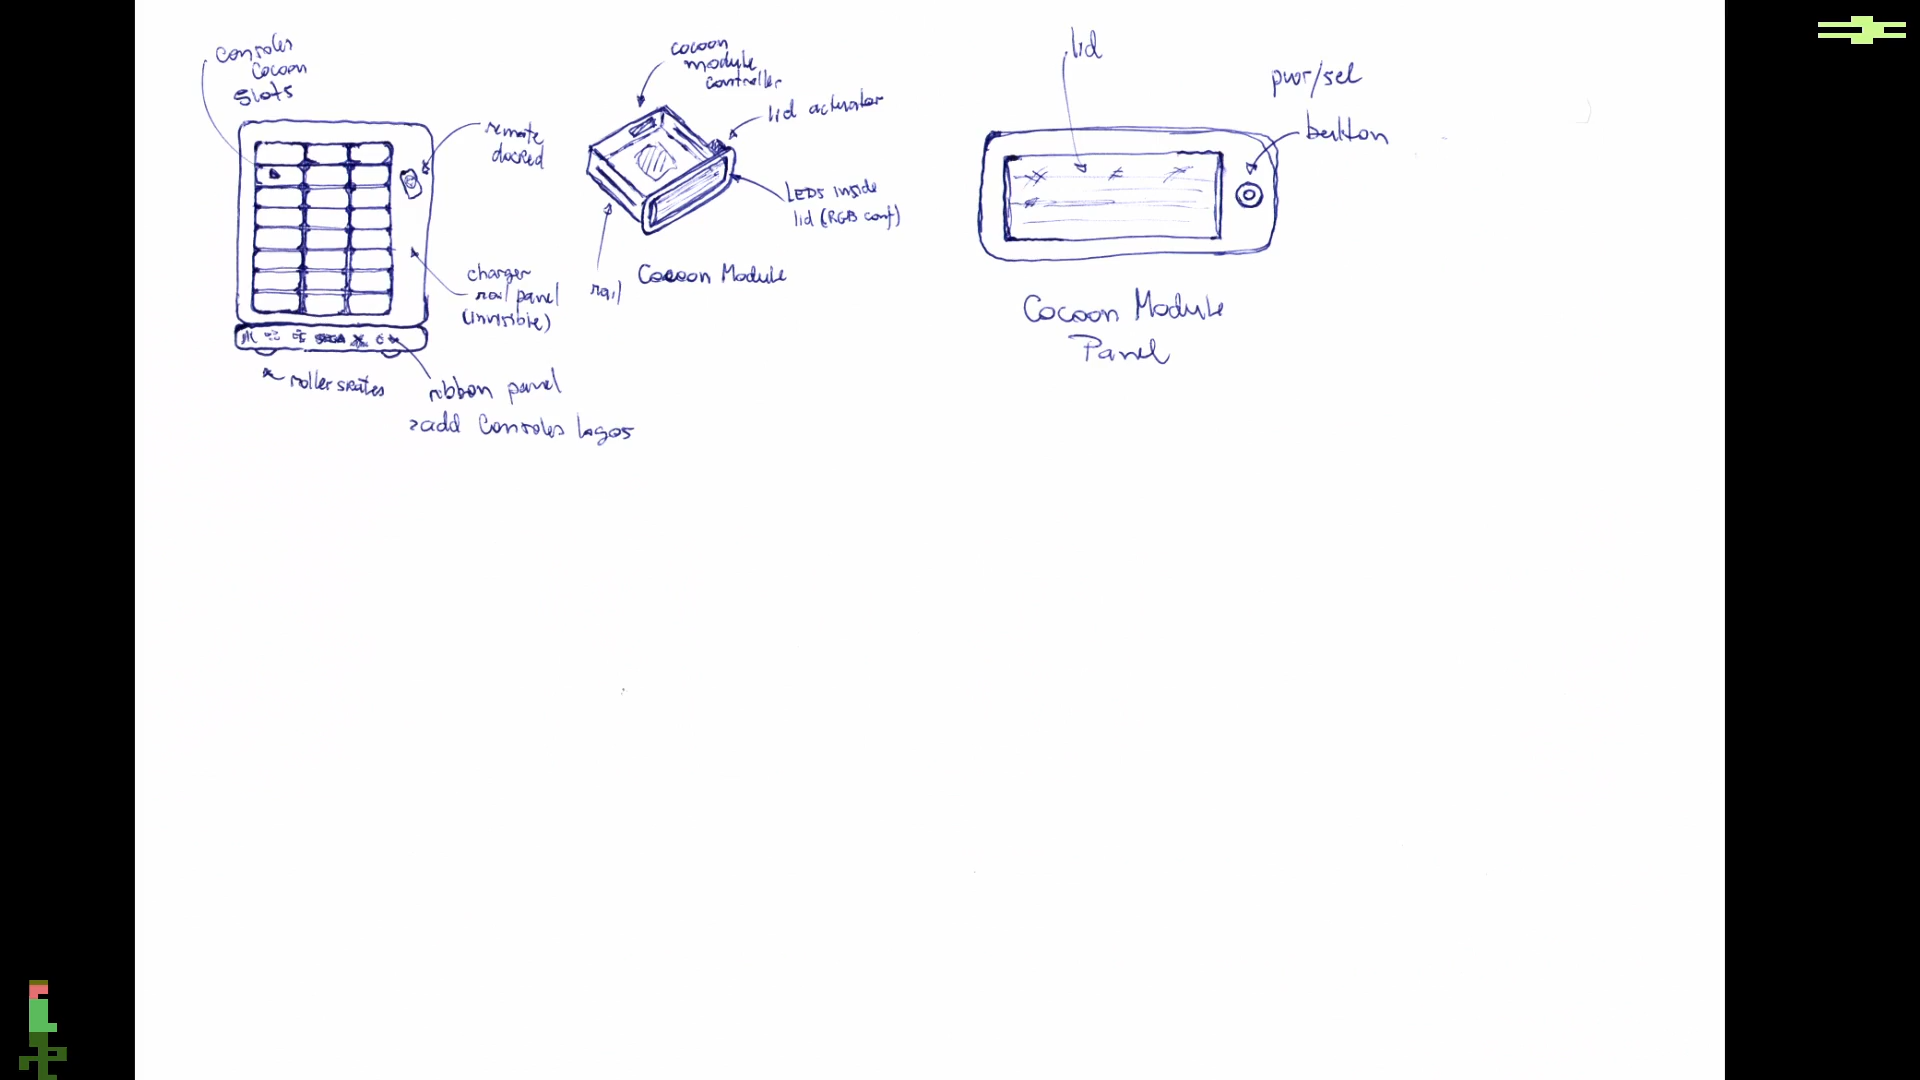 Consoles
Cocoon
Slots
remote
docked
charger
rail panel
(invisible)
roller skates
ribbon panel
>add Consoles logos
SEGA
cocoon
module
controller
lid actuator
LEDs inside
lid (RGB conf)
rail
Cocoon Module
lid
pwr/sel
button
Cocoon Module
Panel